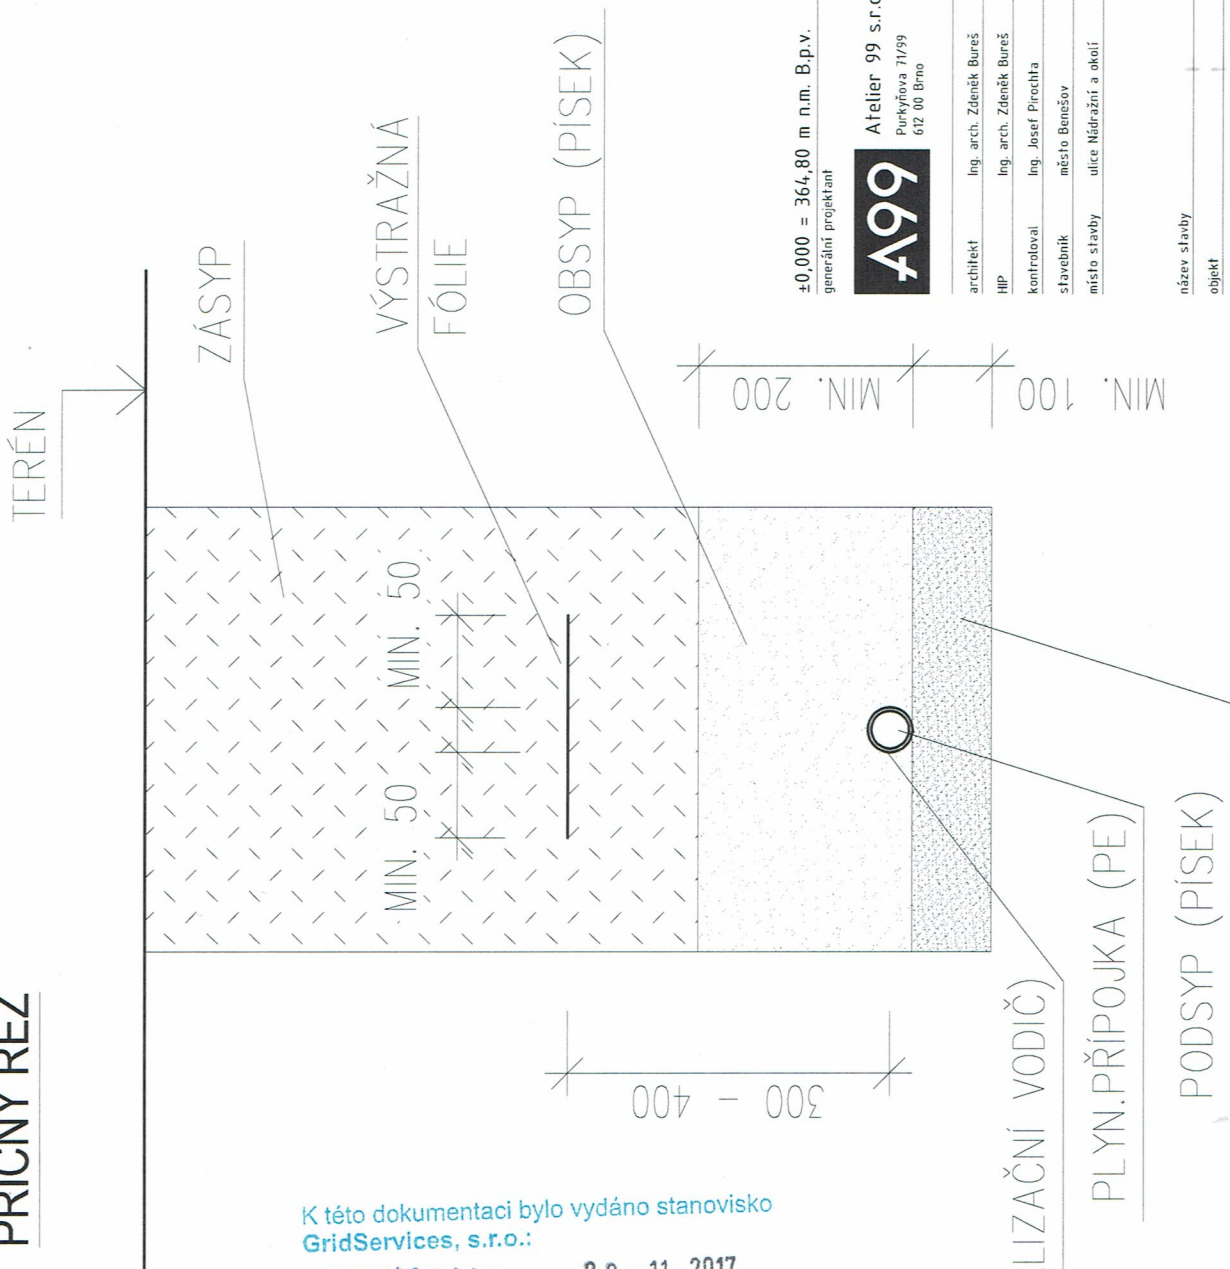 PŘÍČNÝ ŘEZ
TERÉN
ZÁSYP
VÝSTRAŽNÁ
FÓLIE
OBSYP (PÍSEK)
MIN. 50
MIN. 50
MIN. 200
MIN. 100
300 – 400
PLYN.PŘÍPOJKA (PE)
PODSYP (PÍSEK)
LIZAČNÍ VODIČ)
±0,000 = 364,80 m n.m. B.p.v.
generální projektant
A99
Atelier 99 s.r.o
Purkyňova 71/99
612 00 Brno
architekt Ing. arch. Zdeněk Bureš
HIP Ing. arch. Zdeněk Bureš
kontroloval Ing. Josef Pirochta
stavebník město Benešov
místo stavby ulice Nádražní a okolí
název stavby
objekt
K této dokumentaci bylo vydáno stanovisko
GridServices, s.r.o.:
11. 2017